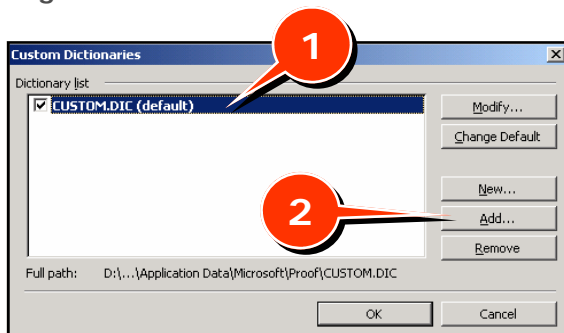 1
Custom Dictionaries
Dictionary list
CUSTOM.DIC (default)
Modify...
Change Default
New...
2
Add...
Remove
Full path: D:\...\Application Data\Microsoft\Proof\CUSTOM.DIC
OK Cancel